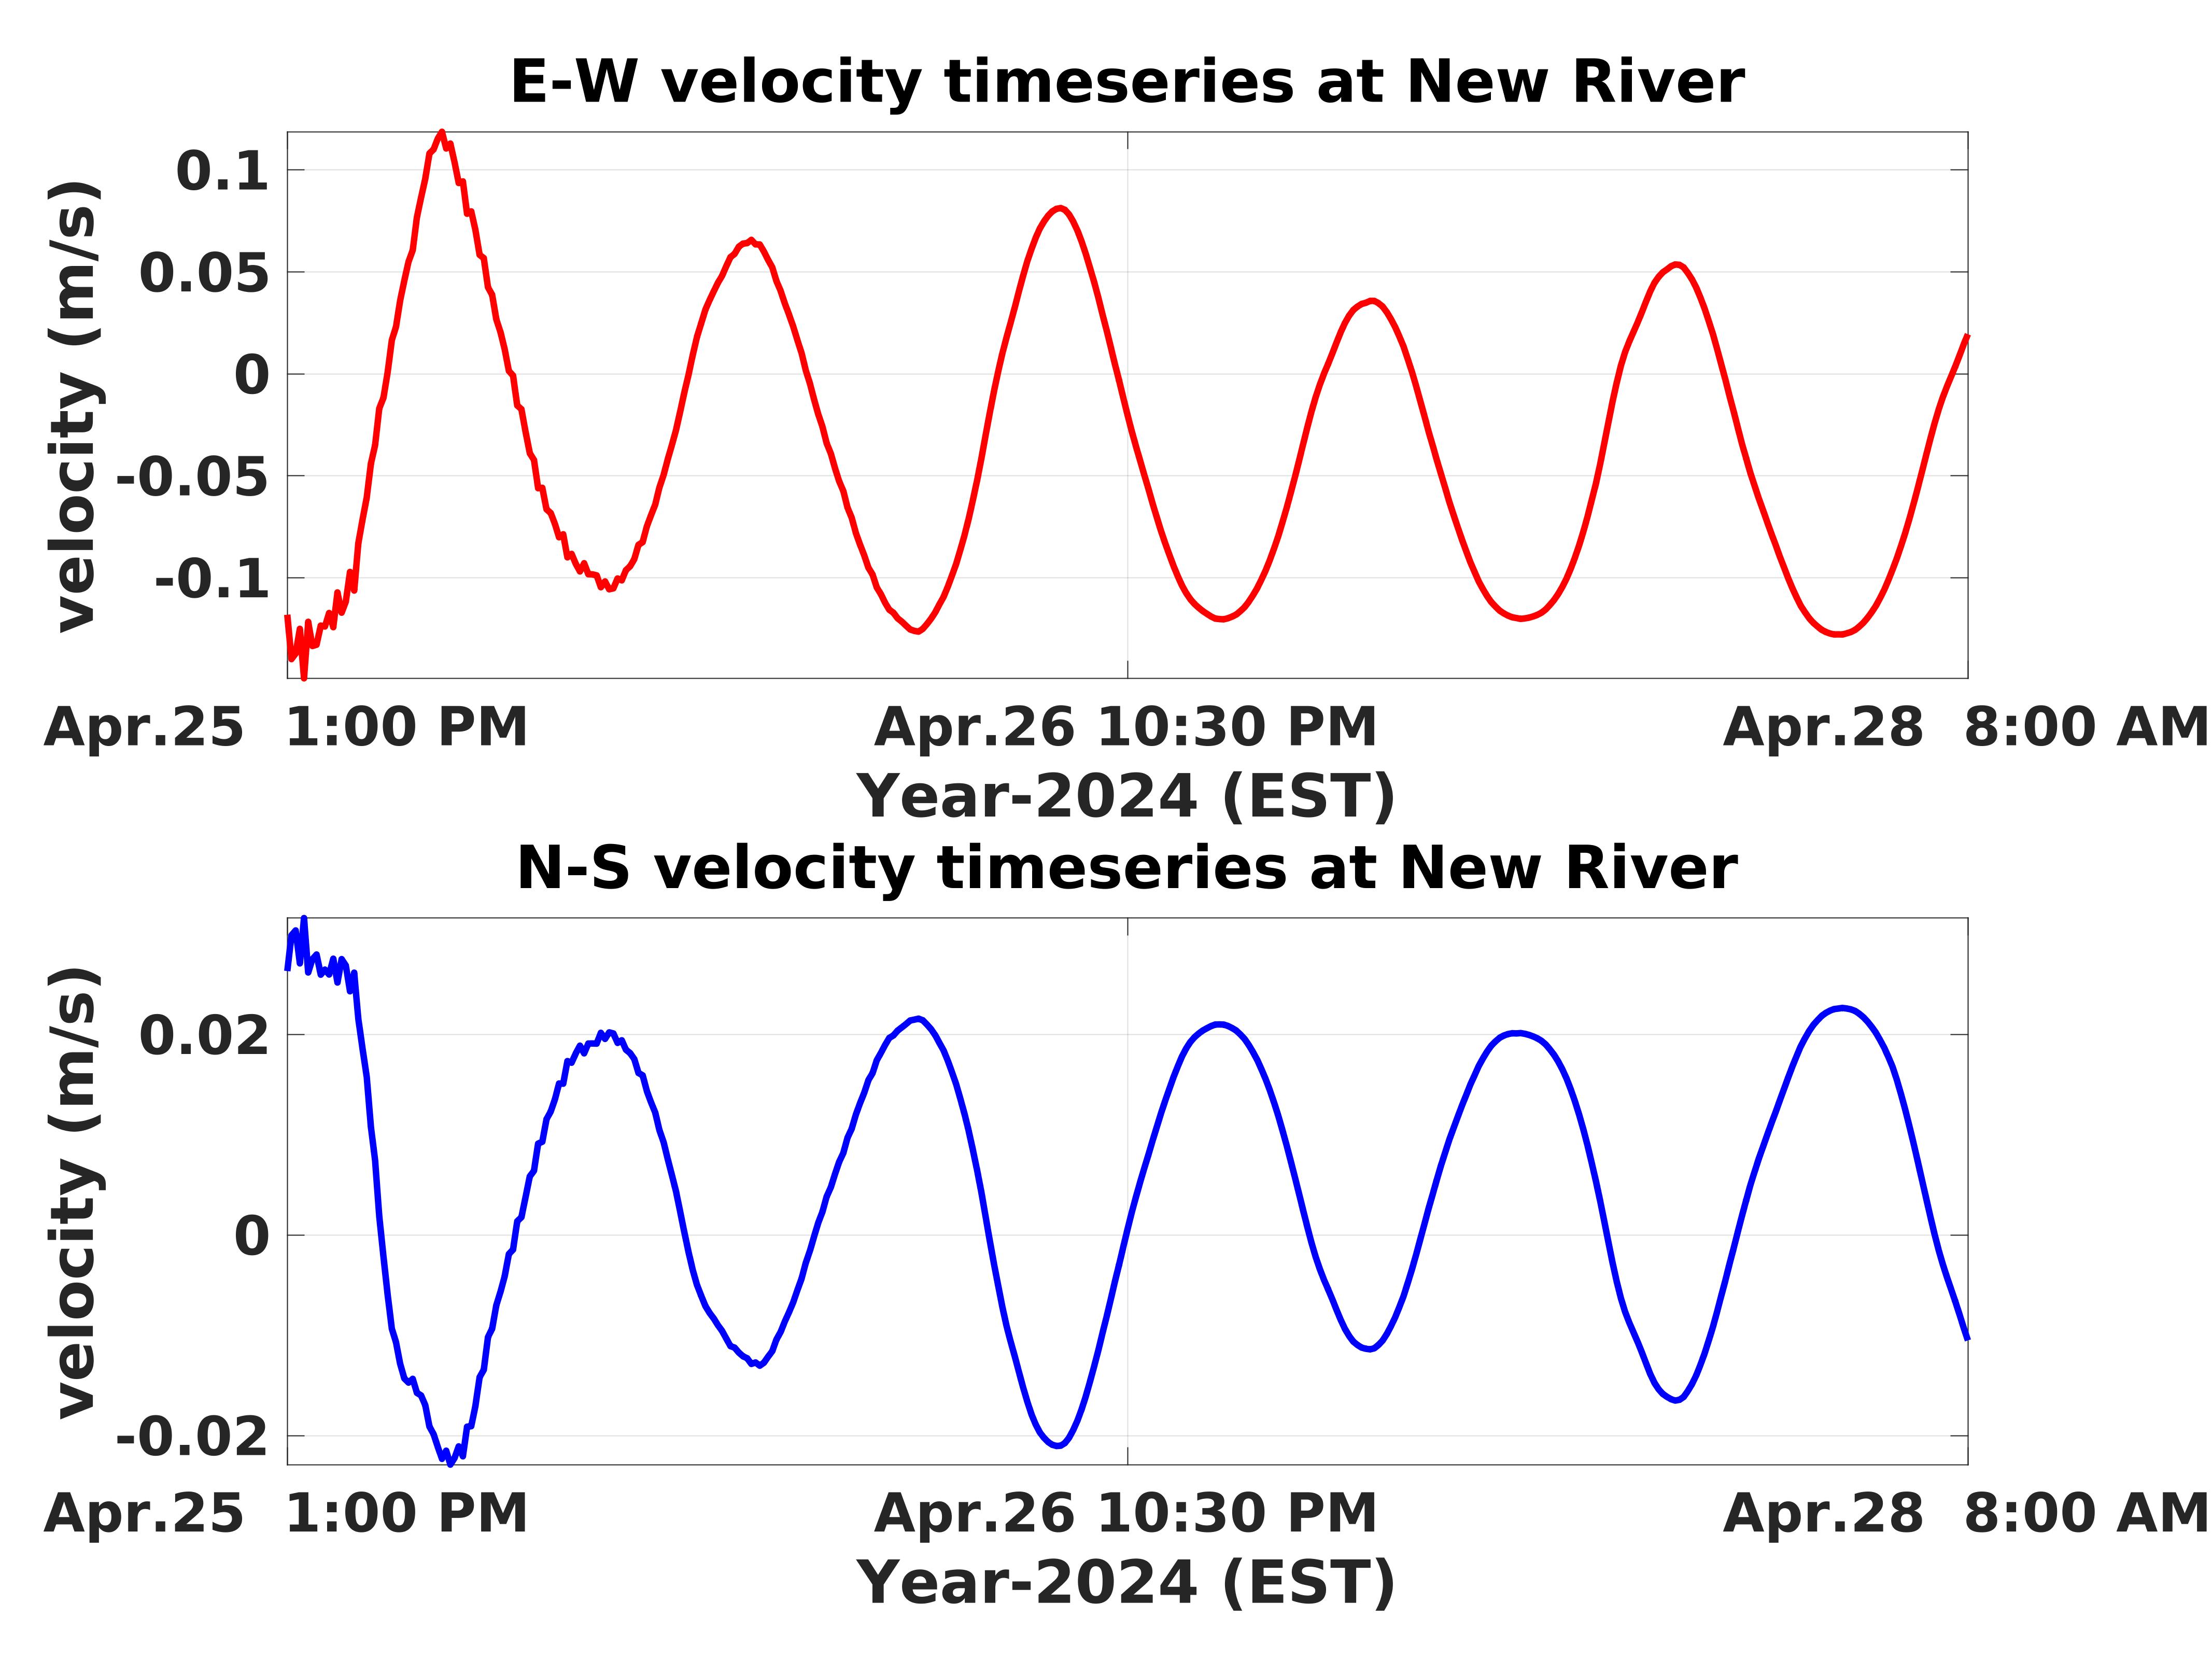 E-W velocity timeseries at New River
velocity (m/s)
0.1
0.05
0
-0.05
-0.1
Apr.25  1:00 PM
Apr.26 10:30 PM
Apr.28  8:00 AM
Year-2024 (EST)
N-S velocity timeseries at New River
velocity (m/s)
0.02
0
-0.02
Apr.25  1:00 PM
Apr.26 10:30 PM
Apr.28  8:00 AM
Year-2024 (EST)